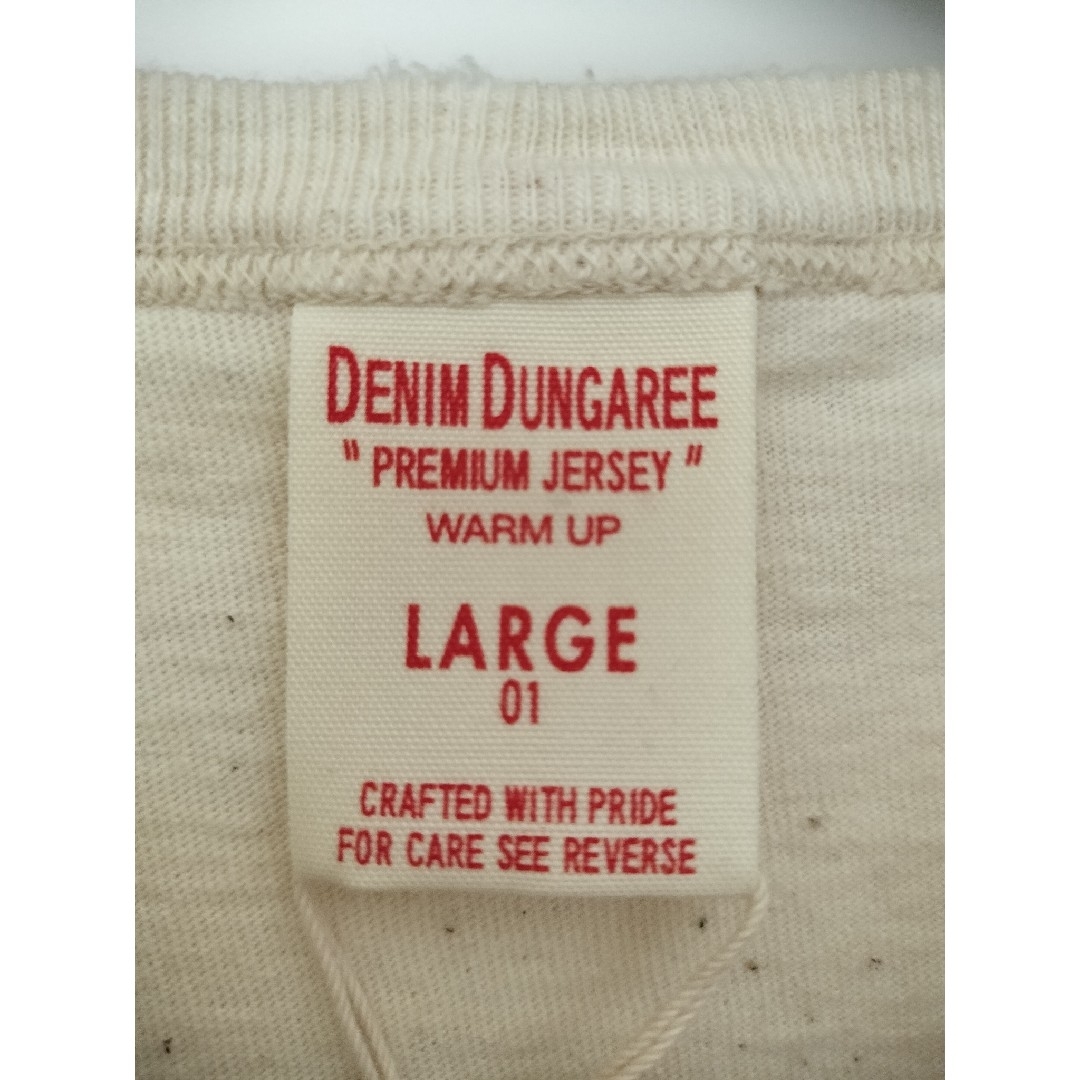 DENIM DUNGAREE
" PREMIUM JERSEY "
WARM UP
LARGE
01
CRAFTED WITH PRIDE
FOR CARE SEE REVERSE